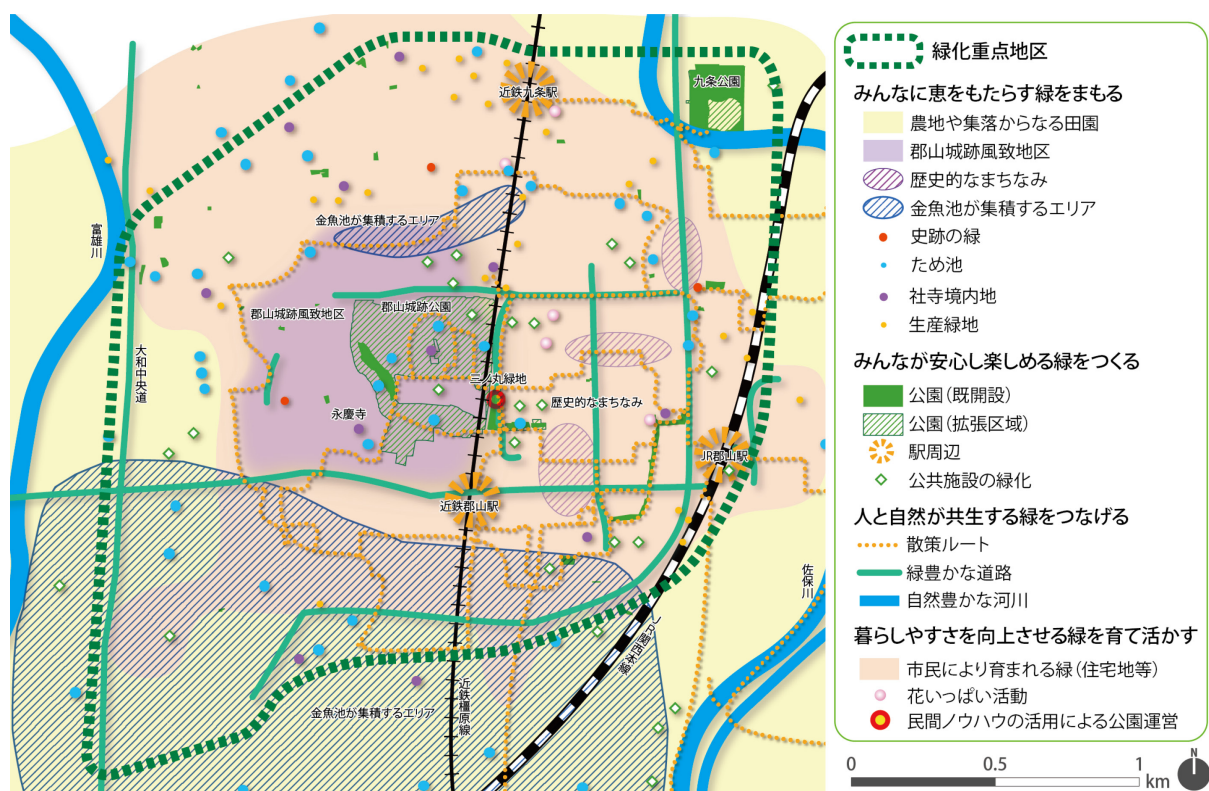 近鉄九条駅
九条公園
金魚池が集積するエリア
富雄川
郡山城跡風致地区
郡山城跡公園
大和中央道
三ノ丸緑地
歴史的なまちなみ
永慶寺
JR郡山駅
近鉄郡山駅
佐保川
JR関西本線
近鉄橿原線
金魚池が集積するエリア
緑化重点地区
みんなに恵をもたらす緑をまもる
農地や集落からなる田園
郡山城跡風致地区
歴史的なまちなみ
金魚池が集積するエリア
史跡の緑
ため池
社寺境内地
生産緑地
みんなが安心し楽しめる緑をつくる
公園（既開設）
公園（拡張区域）
駅周辺
公共施設の緑化
人と自然が共生する緑をつなげる
散策ルート
緑豊かな道路
自然豊かな河川
暮らしやすさを向上させる緑を育て活かす
市民により育まれる緑（住宅地等）
花いっぱい活動
民間ノウハウの活用による公園運営
0 0.5 1 km
N